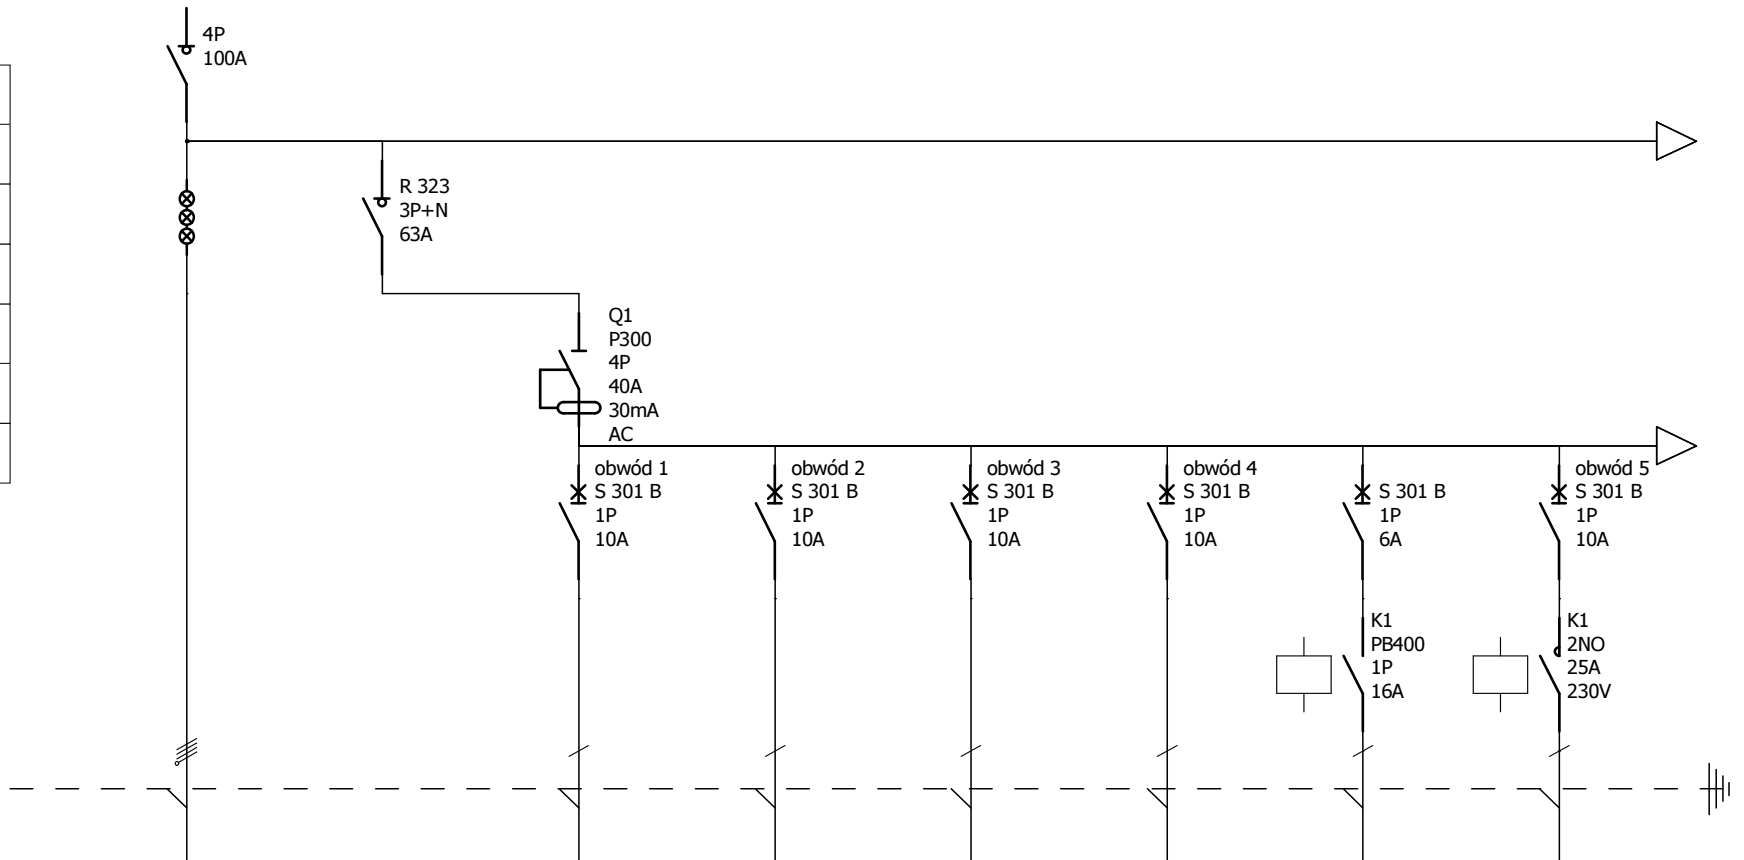 4P
100A
R 323
3P+N
63A
Q1
P300
4P
40A
30mA
AC
obwód 1
S 301 B
1P
10A
obwód 2
S 301 B
1P
10A
obwód 3
S 301 B
1P
10A
obwód 4
S 301 B
1P
10A
S 301 B
1P
6A
obwód 5
S 301 B
1P
10A
K1
PB400
1P
16A
K1
2NO
25A
230V